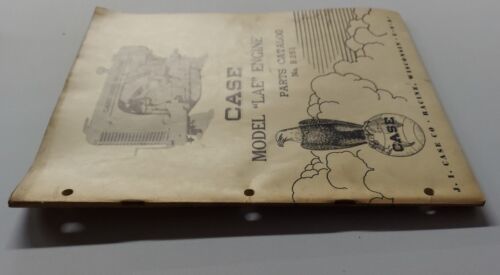 CASE
MODEL "LAE" ENGINE
PARTS CATALOG
CASE
J. I. CASE CO. RACINE, WISCONSIN, U.S.A.